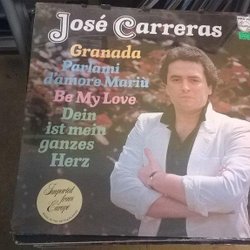 José Carreras
Granada
Parlami
d'amore Mariù
Be My Love
Dein
ist mein
ganzes
Herz
Imported
from
Europe